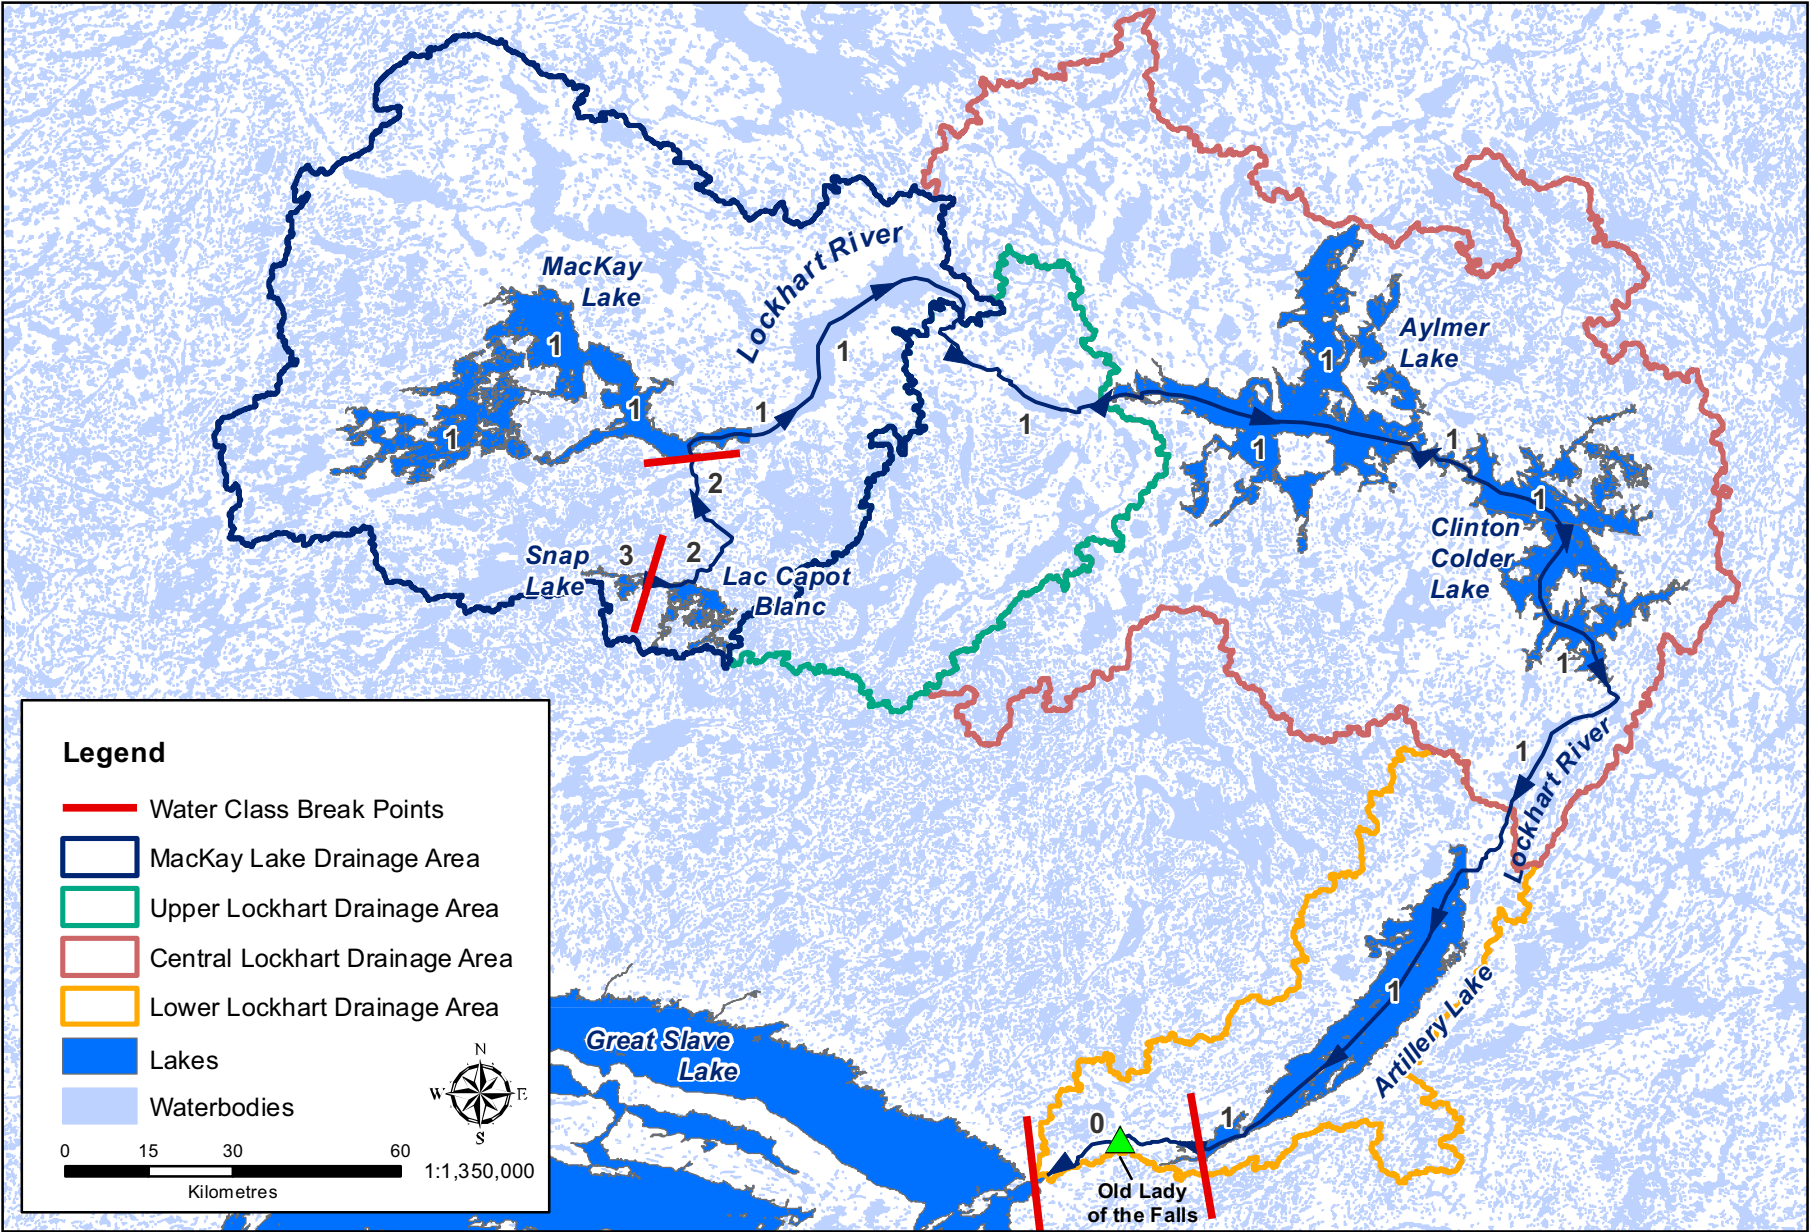 Lockhart River
MacKay
Lake
1
1
1
1
1
2
2
3
Snap
Lake
Lac Capot
Blanc
1
Aylmer
Lake
1
1
1
1
Clinton
Colder
Lake
1
1
Lockhart River
1
Artillery Lake
1
0
Old Lady
of the Falls
Great Slave
Lake
Legend
Water Class Break Points
MacKay Lake Drainage Area
Upper Lockhart Drainage Area
Central Lockhart Drainage Area
Lower Lockhart Drainage Area
Lakes
Waterbodies
N
W E
S
0 15 30 60
1:1,350,000
Kilometres